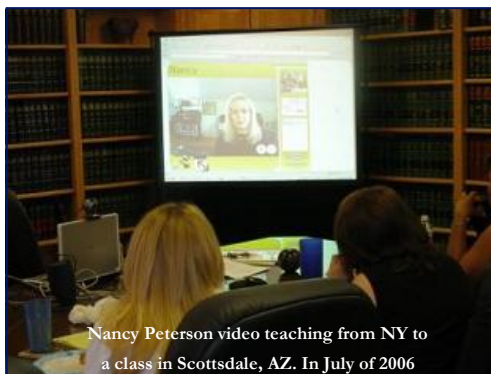 Nancy
Nancy Peterson video teaching from NY to
a class in Scottsdale, AZ. In July of 2006